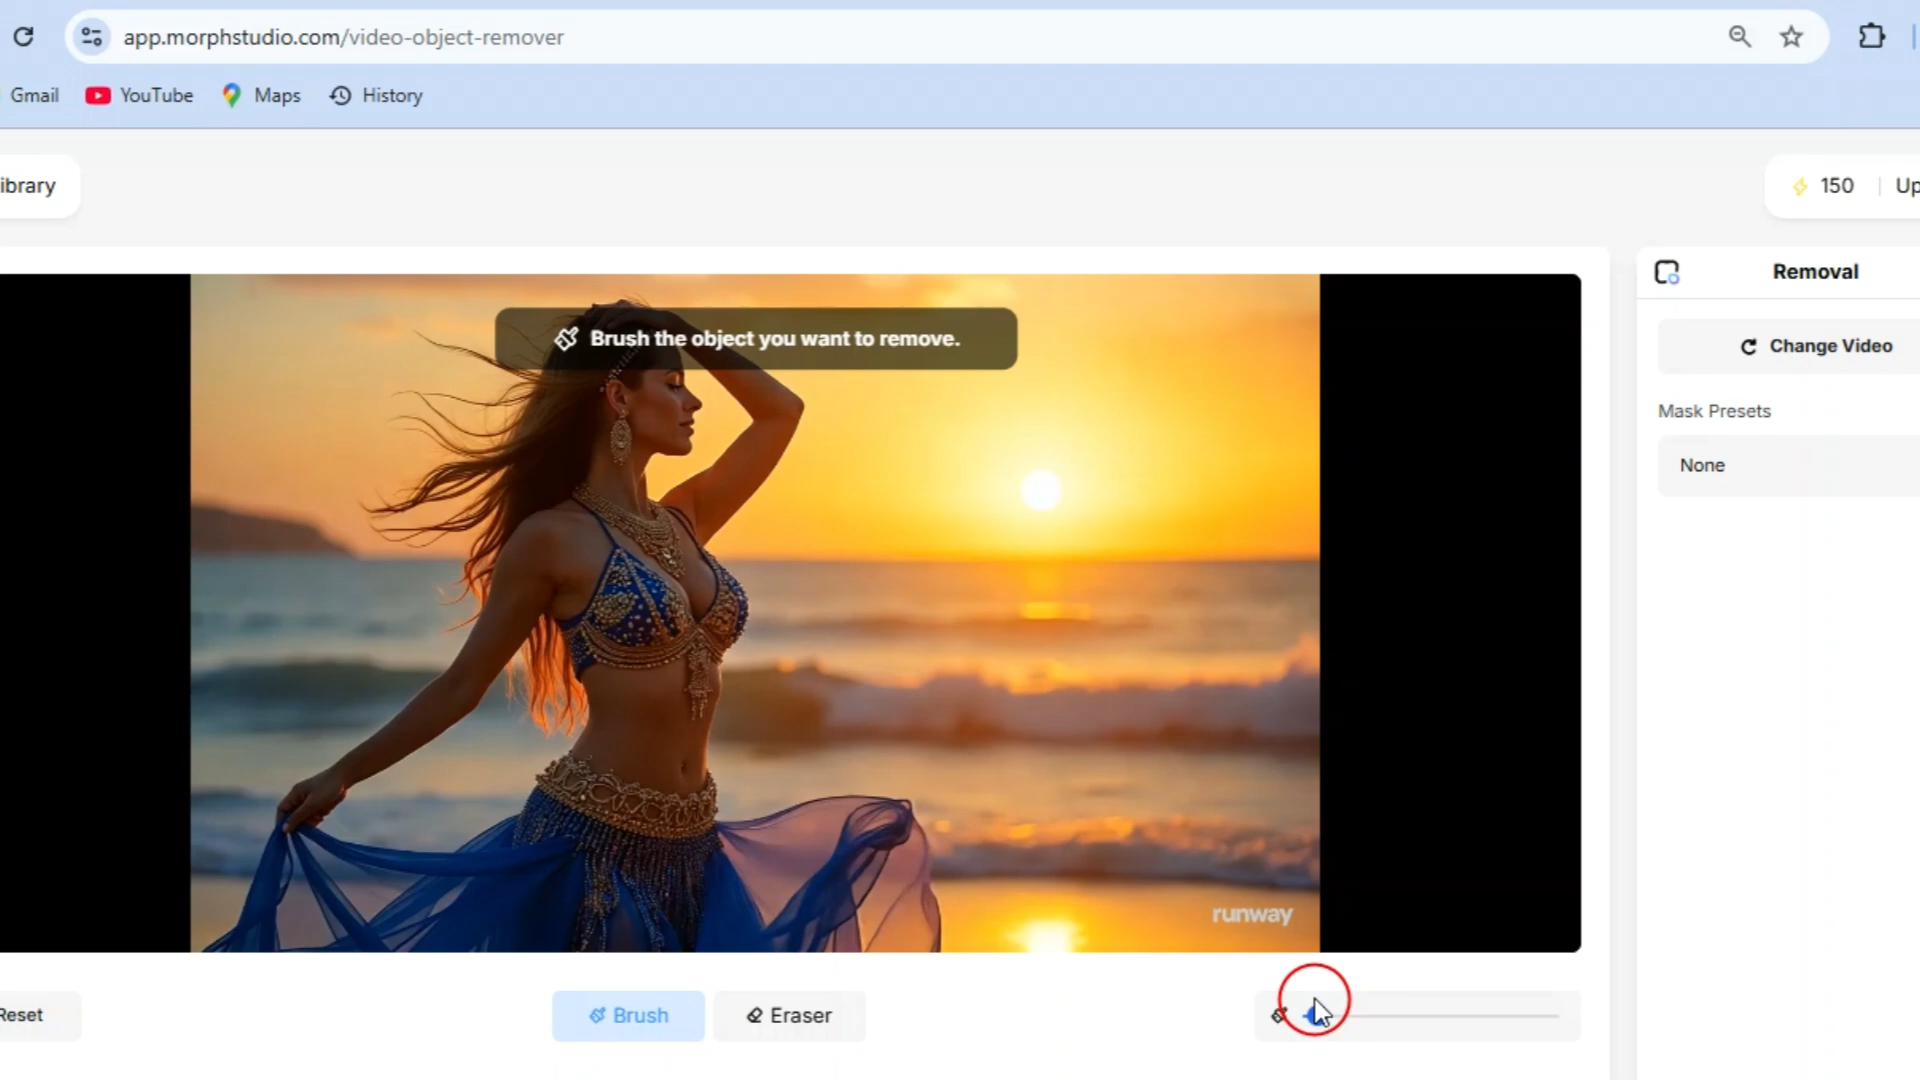 app.morphstudio.com/video-object-remover
Gmail YouTube Maps History
ibrary
150 Up
Removal
Brush the object you want to remove.
Change Video
Mask Presets
None
runway
Reset Brush Eraser